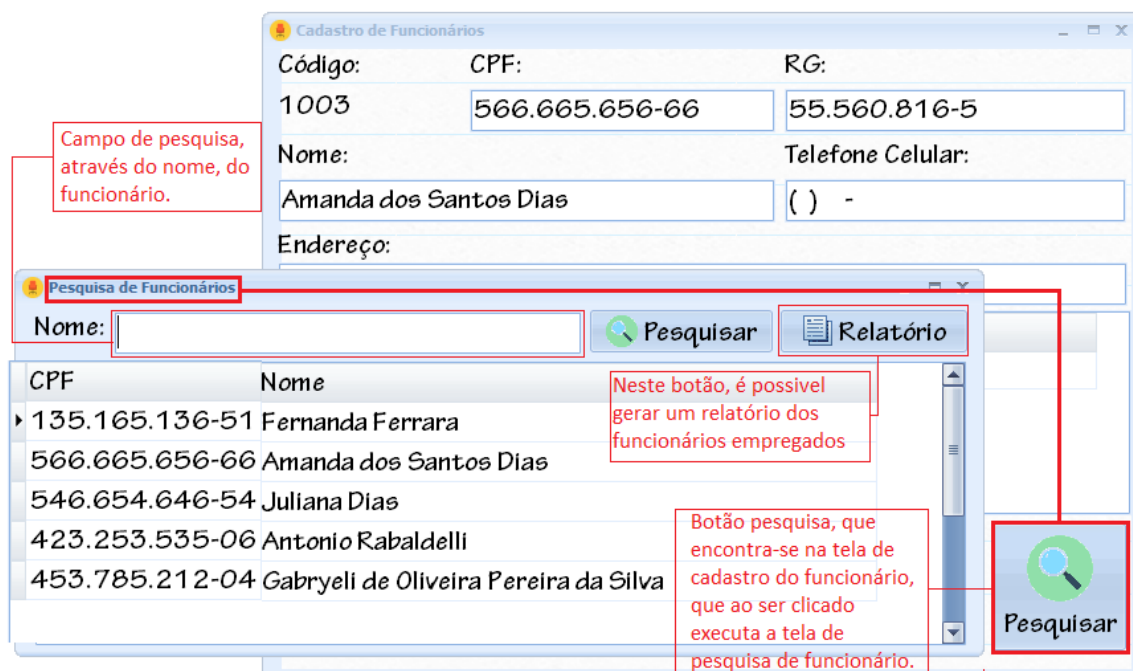 Cadastro de Funcionários
Código: CPF: RG:
1003 566.665.656-66 55.560.816-5
Campo de pesquisa,
através do nome, do
funcionário.
Nome: Telefone Celular:
Amanda dos Santos Dias ( ) -
Endereço:
Pesquisa de Funcionários
Nome: Pesquisar Relatório
CPF Nome
135.165.136-51 Fernanda Ferrara
566.665.656-66 Amanda dos Santos Dias
546.654.646-54 Juliana Dias
423.253.535-06 Antonio Rabaldelli
453.785.212-04 Gabryeli de Oliveira Pereira da Silva
Neste botão, é possivel
gerar um relatório dos
funcionários empregados
Botão pesquisa, que
encontra-se na tela de
cadastro do funcionário,
que ao ser clicado
executa a tela de
pesquisa de funcionário.
Pesquisar